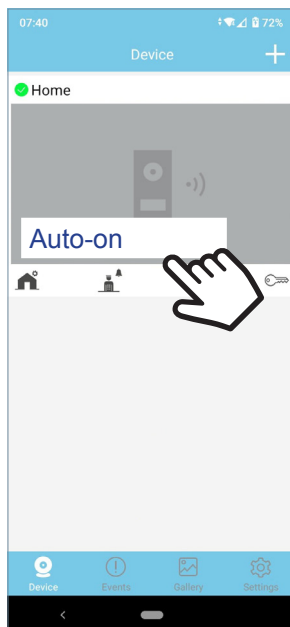 07:40 72%
Device
Home
Auto-on
Device Events Gallery Settings